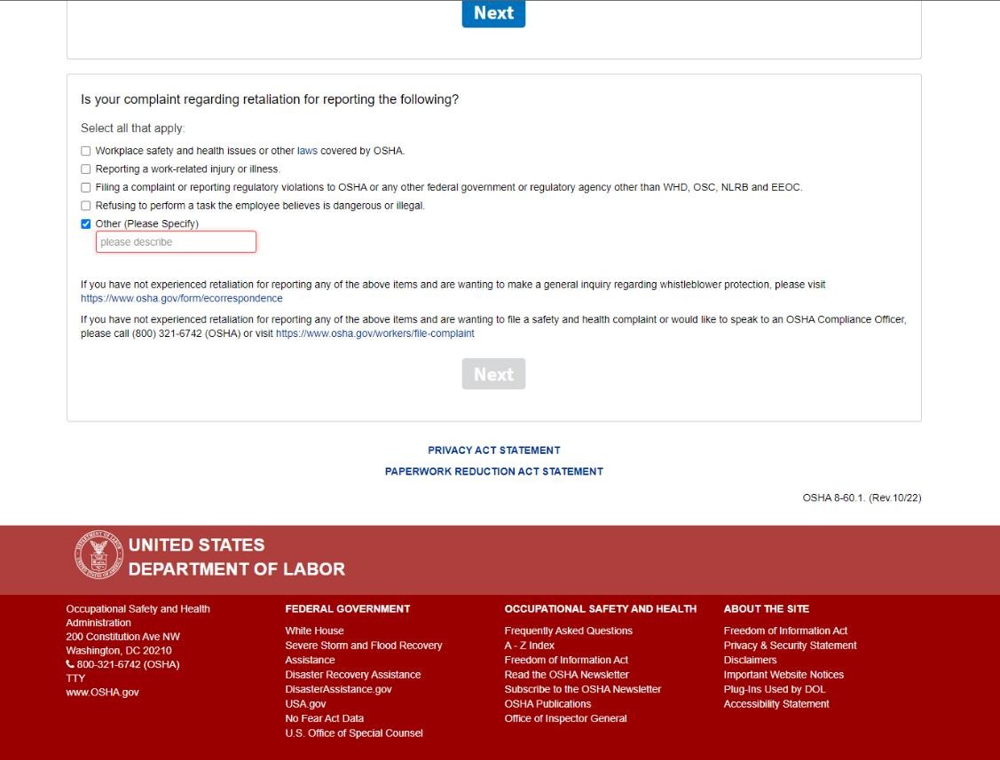 Next
Is your complaint regarding retaliation for reporting the following?
Select all that apply:
Workplace safety and health issues or other laws covered by OSHA.
Reporting a work-related injury or illness.
Filing a complaint or reporting regulatory violations to OSHA or any other federal government or regulatory agency other than WHD, OSC, NLRB and EEOC.
Refusing to perform a task the employee believes is dangerous or illegal.
Other (Please Specify)
please describe
If you have not experienced retaliation for reporting any of the above items and are wanting to make a general inquiry regarding whistleblower protection, please visit
https://www.osha.gov/form/ecorrespondence
If you have not experienced retaliation for reporting any of the above items and are wanting to file a safety and health complaint or would like to speak to an OSHA Compliance Officer,
please call (800) 321-6742 (OSHA) or visit https://www.osha.gov/workers/file-complaint
Next
PRIVACY ACT STATEMENT
PAPERWORK REDUCTION ACT STATEMENT
OSHA 8-60.1. (Rev.10/22)
UNITED STATES
DEPARTMENT OF LABOR
Occupational Safety and Health
Administration
200 Constitution Ave NW
Washington, DC 20210
800-321-6742 (OSHA)
TTY
www.OSHA.gov
FEDERAL GOVERNMENT
White House
Severe Storm and Flood Recovery
Assistance
Disaster Recovery Assistance
DisasterAssistance.gov
USA.gov
No Fear Act Data
U.S. Office of Special Counsel
OCCUPATIONAL SAFETY AND HEALTH
Frequently Asked Questions
A - Z Index
Freedom of Information Act
Read the OSHA Newsletter
Subscribe to the OSHA Newsletter
OSHA Publications
Office of Inspector General
ABOUT THE SITE
Freedom of Information Act
Privacy & Security Statement
Disclaimers
Important Website Notices
Plug-Ins Used by DOL
Accessibility Statement